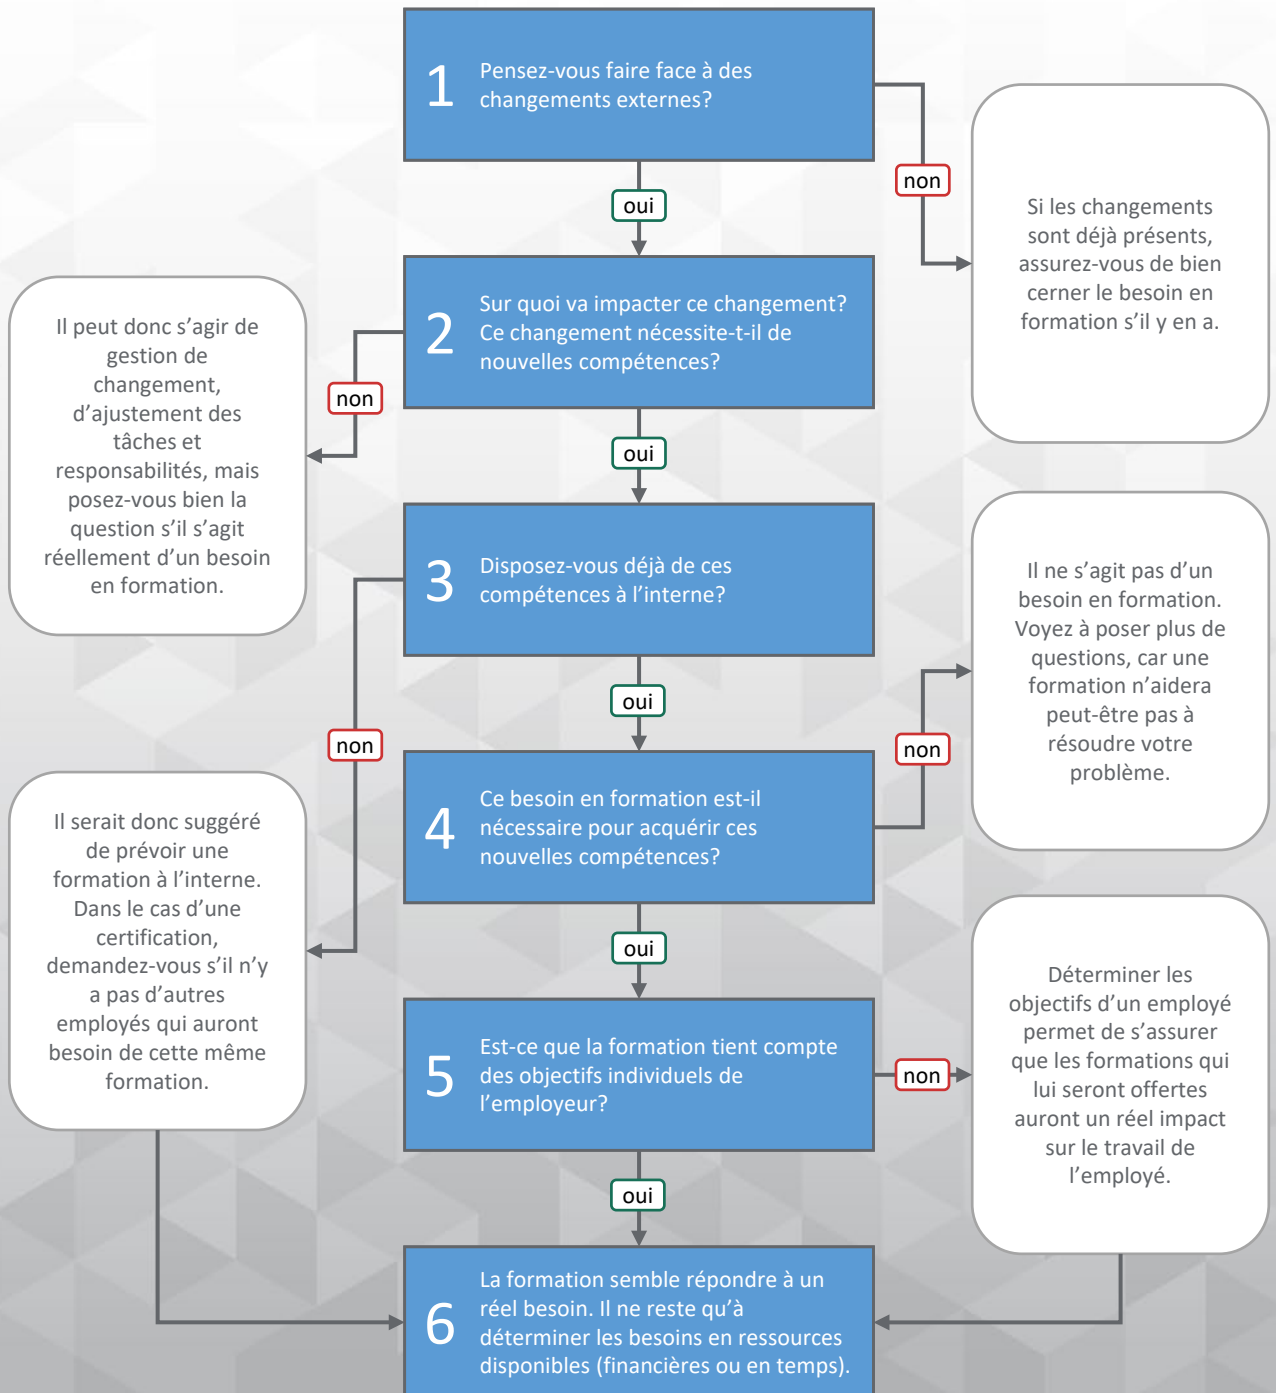 1
Pensez-vous faire face à des
changements externes?
non
oui
Si les changements
sont déjà présents,
assurez-vous de bien
cerner le besoin en
formation s’il y en a.
2
Sur quoi va impacter ce changement?
Ce changement nécessite-t-il de
nouvelles compétences?
non
Il peut donc s’agir de
gestion de
changement,
d’ajustement des
tâches et
responsabilités, mais
posez-vous bien la
question s’il s’agit
réellement d’un besoin
en formation.
oui
3
Disposez-vous déjà de ces
compétences à l’interne?
non
Il serait donc suggéré
de prévoir une
formation à l’interne.
Dans le cas d’une
certification,
demandez-vous s’il n’y
a pas d’autres
employés qui auront
besoin de cette même
formation.
oui
4
Ce besoin en formation est-il
nécessaire pour acquérir ces
nouvelles compétences?
non
Il ne s’agit pas d’un
besoin en formation.
Voyez à poser plus de
questions, car une
formation n’aidera
peut-être pas à
résoudre votre
problème.
oui
5
Est-ce que la formation tient compte
des objectifs individuels de
l’employeur?
non
Déterminer les
objectifs d’un employé
permet de s’assurer
que les formations qui
lui seront offertes
auront un réel impact
sur le travail de
l’employé.
oui
6
La formation semble répondre à un
réel besoin. Il ne reste qu’à
déterminer les besoins en ressources
disponibles (financières ou en temps).